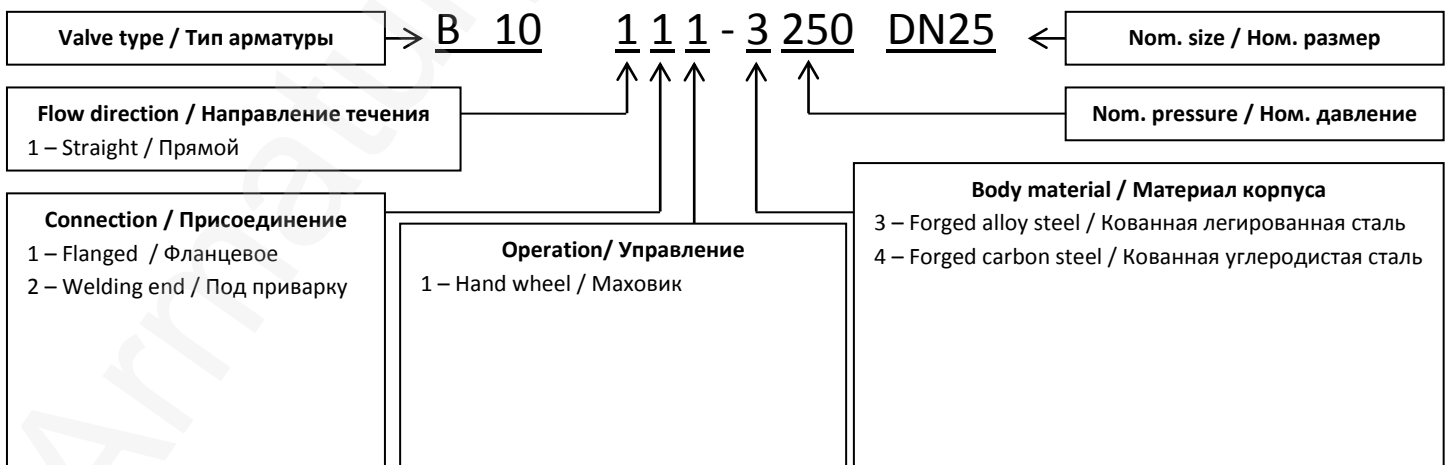 Valve type / Тип арматуры
B 10 1 1 1 - 3 250 DN25
Nom. size / Ном. размер
Flow direction / Направление течения
1 – Straight / Прямой
Nom. pressure / Ном. давление
Connection / Присоединение
1 – Flanged / Фланцевое
2 – Welding end / Под приварку
Operation/ Управление
1 – Hand wheel / Маховик
Body material / Материал корпуса
3 – Forged alloy steel / Кованная легированная сталь
4 – Forged carbon steel / Кованная углеродистая сталь